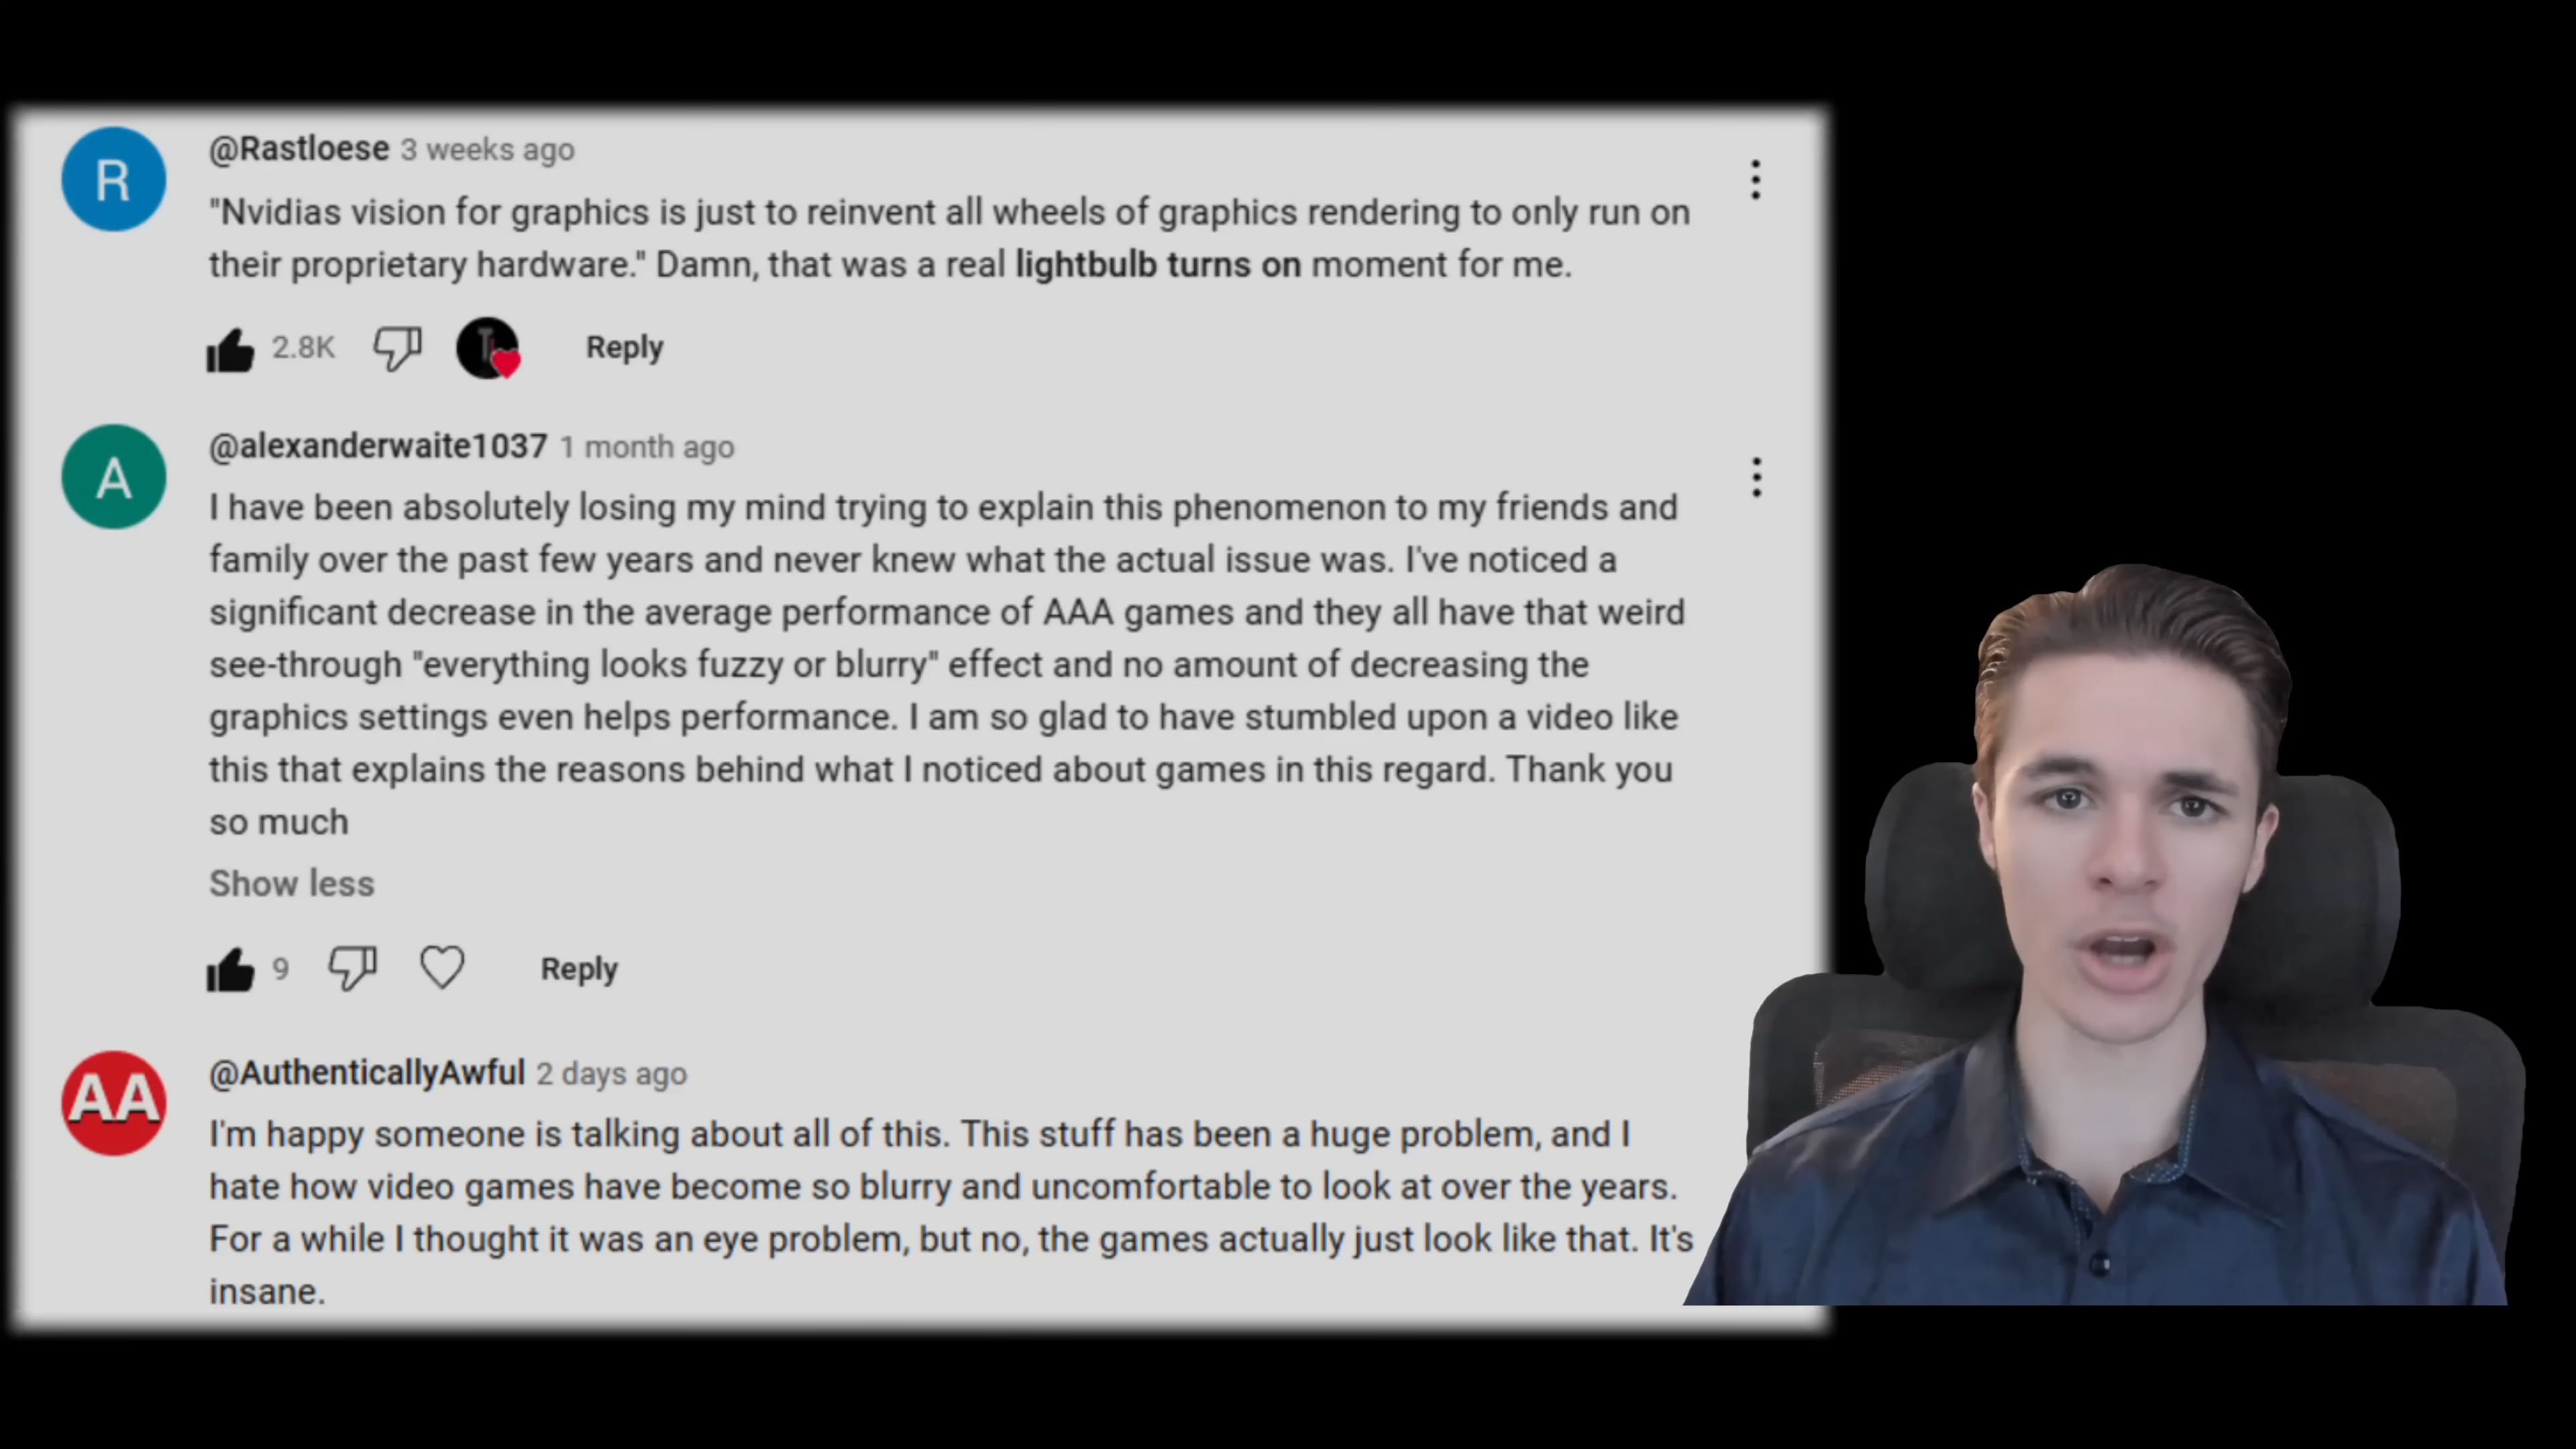 R
@Rastloese 3 weeks ago
"Nvidias vision for graphics is just to reinvent all wheels of graphics rendering to only run on
their proprietary hardware." Damn, that was a real lightbulb turns on moment for me.
2.8K Reply
A
@alexanderwaite1037 1 month ago
I have been absolutely losing my mind trying to explain this phenomenon to my friends and
family over the past few years and never knew what the actual issue was. I've noticed a
significant decrease in the average performance of AAA games and they all have that weird
see-through "everything looks fuzzy or blurry" effect and no amount of decreasing the
graphics settings even helps performance. I am so glad to have stumbled upon a video like
this that explains the reasons behind what I noticed about games in this regard. Thank you
so much
Show less
9 Reply
AA
@AuthenticallyAwful 2 days ago
I'm happy someone is talking about all of this. This stuff has been a huge problem, and I
hate how video games have become so blurry and uncomfortable to look at over the years.
For a while I thought it was an eye problem, but no, the games actually just look like that. It's
insane.